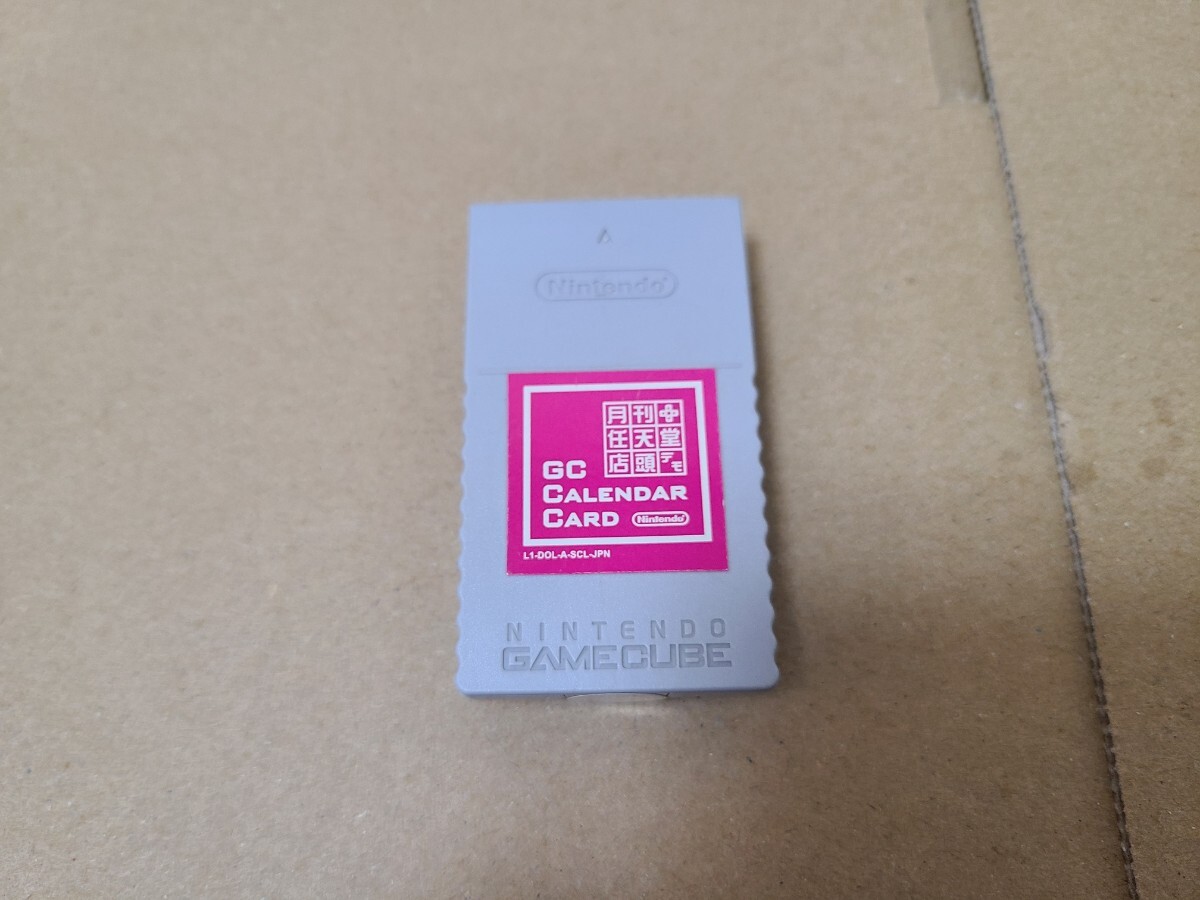 Nintendo
月刊
任天堂
店頭デモ
GC
CALENDAR
CARD Nintendo
L1-DOL-A-SCL-JPN
NINTENDO
GAMECUBE